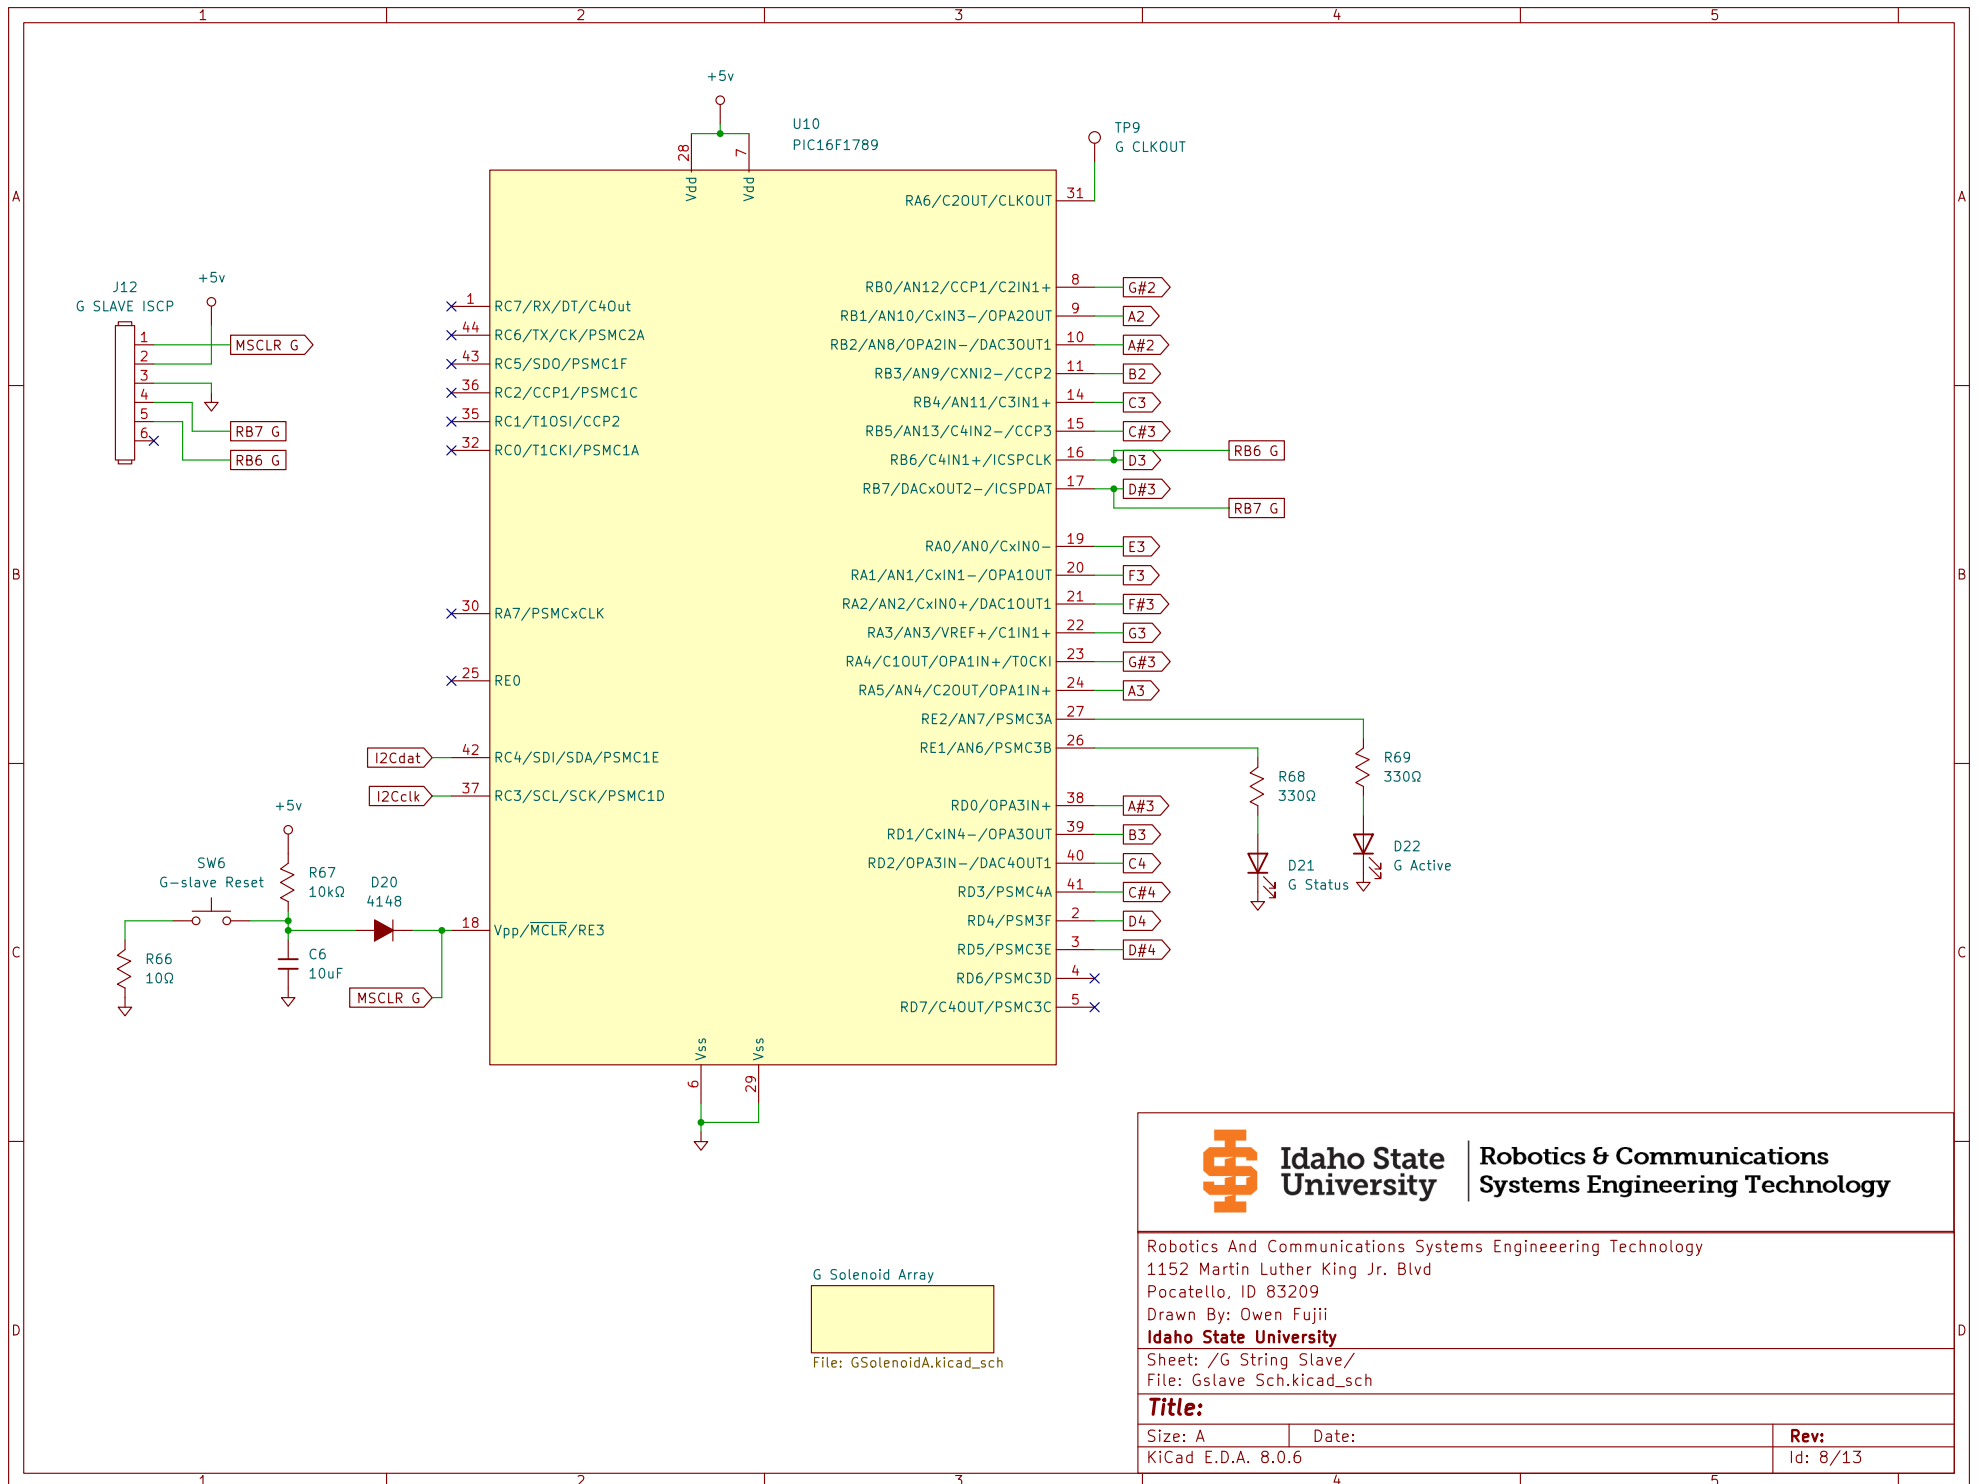 1 2 3 4 5
A
B
C
D
A
B
C
D
1 2 3 4 5
+5v
U10
PIC16F1789
28
7
Vdd
Vdd
TP9
G CLKOUT
RA6/C2OUT/CLKOUT 31
J12
G SLAVE ISCP
+5v
1
2
3
4
5
6
MSCLR G
RB7 G
RB6 G
1 RC7/RX/DT/C4Out
44 RC6/TX/CK/PSMC2A
43 RC5/SDO/PSMC1F
36 RC2/CCP1/PSMC1C
35 RC1/T1OSI/CCP2
32 RC0/T1CKI/PSMC1A
30 RA7/PSMCxCLK
25 RE0
I2Cdat 42 RC4/SDI/SDA/PSMC1E
I2Cclk 37 RC3/SCL/SCK/PSMC1D
18 Vpp/MCLR/RE3
RB0/AN12/CCP1/C2IN1+ 8 G#2
RB1/AN10/CxIN3-/OPA2OUT 9 A2
RB2/AN8/OPA2IN-/DAC3OUT1 10 A#2
RB3/AN9/CXNI2-/CCP2 11 B2
RB4/AN11/C3IN1+ 14 C3
RB5/AN13/C4IN2-/CCP3 15 C#3
RB6/C4IN1+/ICSPCLK 16 D3 RB6 G
RB7/DACxOUT2-/ICSPDAT 17 D#3
RB7 G
RA0/AN0/CxIN0- 19 E3
RA1/AN1/CxIN1-/OPA1OUT 20 F3
RA2/AN2/CxIN0+/DAC1OUT1 21 F#3
RA3/AN3/VREF+/C1IN1+ 22 G3
RA4/C1OUT/OPA1IN+/T0CKI 23 G#3
RA5/AN4/C2OUT/OPA1IN+ 24 A3
RE2/AN7/PSMC3A 27
RE1/AN6/PSMC3B 26
RD0/OPA3IN+ 38 A#3
RD1/CxIN4-/OPA3OUT 39 B3
RD2/OPA3IN-/DAC4OUT1 40 C4
RD3/PSMC4A 41 C#4
RD4/PSM3F 2 D4
RD5/PSMC3E 3 D#4
RD6/PSMC3D 4
RD7/C4OUT/PSMC3C 5
R69
330Ω
R68
330Ω
D22
G Active
D21
G Status
+5v
SW6
G-slave Reset
R67
10kΩ
D20
4148
R66
10Ω
C6
10uF
MSCLR G
Vss
Vss
6
29
G Solenoid Array
File: GSolenoidA.kicad_sch
Idaho State
University
Robotics & Communications
Systems Engineering Technology
Robotics And Communications Systems Engineeering Technology
1152 Martin Luther King Jr. Blvd
Pocatello, ID 83209
Drawn By: Owen Fujii
Idaho State University
Sheet: /G String Slave/
File: Gslave Sch.kicad_sch
Title:
Size: A Date: Rev:
KiCad E.D.A. 8.0.6 Id: 8/13